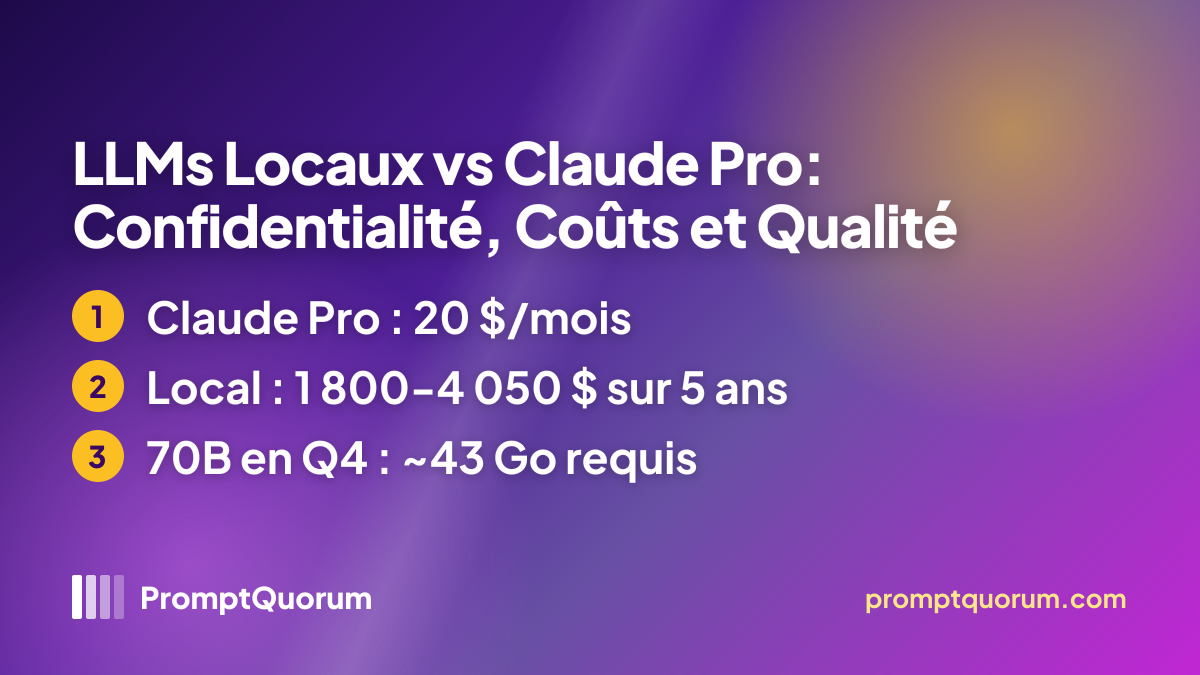 LLMs Locaux vs Claude Pro:
Confidentialité, Coûts et Qualité
1 Claude Pro : 20 $/mois
2 Local : 1 800–4 050 $ sur 5 ans
3 70B en Q4 : ~43 Go requis
PromptQuorum
promptquorum.com